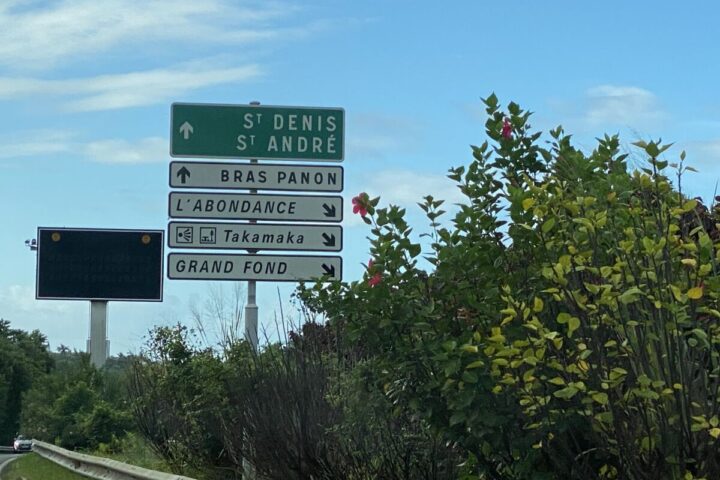 Sᵀ DENIS
Sᵀ ANDRÉ
BRAS PANON
L'ABONDANCE
Takamaka
GRAND FOND